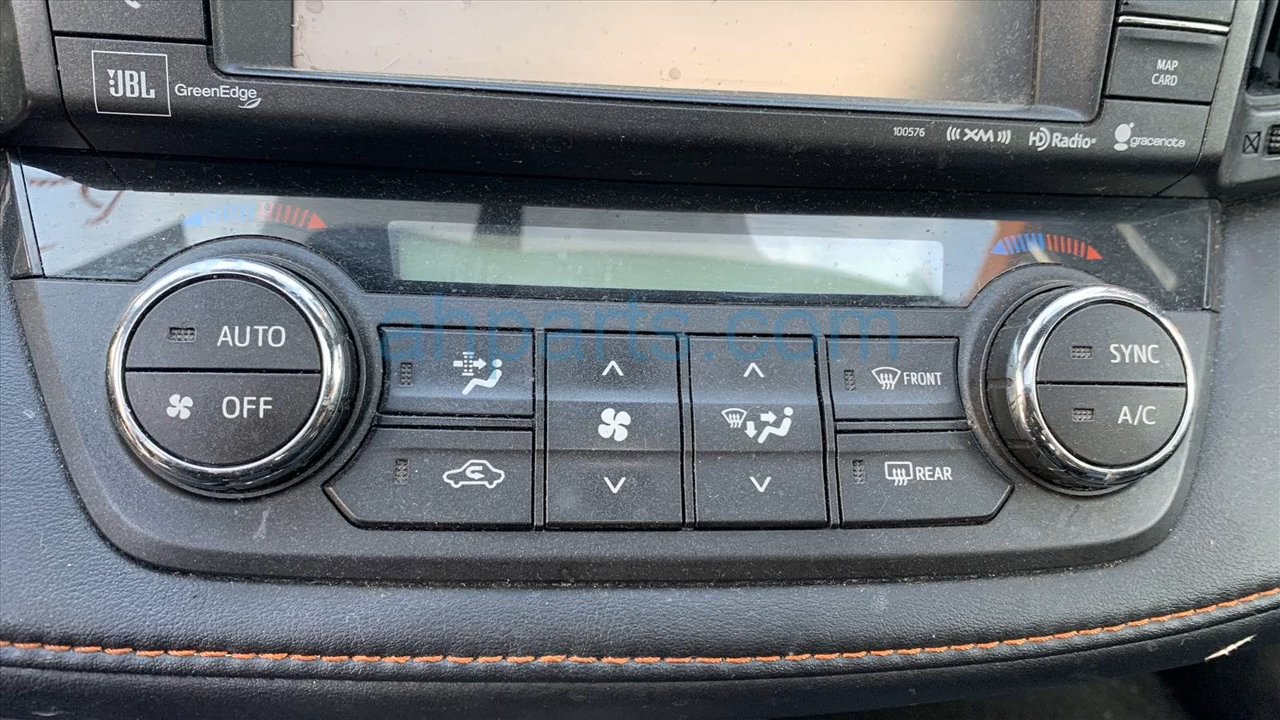 JBL
GreenEdge
MAP
CARD
100576
XM
HD Radio
gracenote
AUTO
OFF
ahparts.com
FRONT
REAR
SYNC
A/C